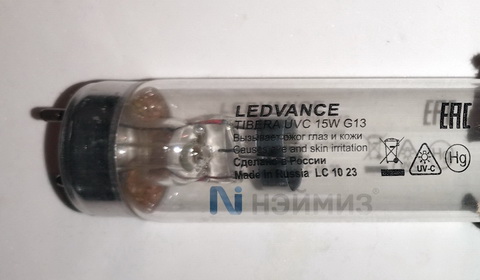 LEDVANCE
TIBERA UVC 15W G13
Вызывает ожог глаз и кожи
Causes eye and skin irritation
Сделано в России
Made in Russia LC 10 23
EAC
UV-C
Hg
НЭЙМИЗ